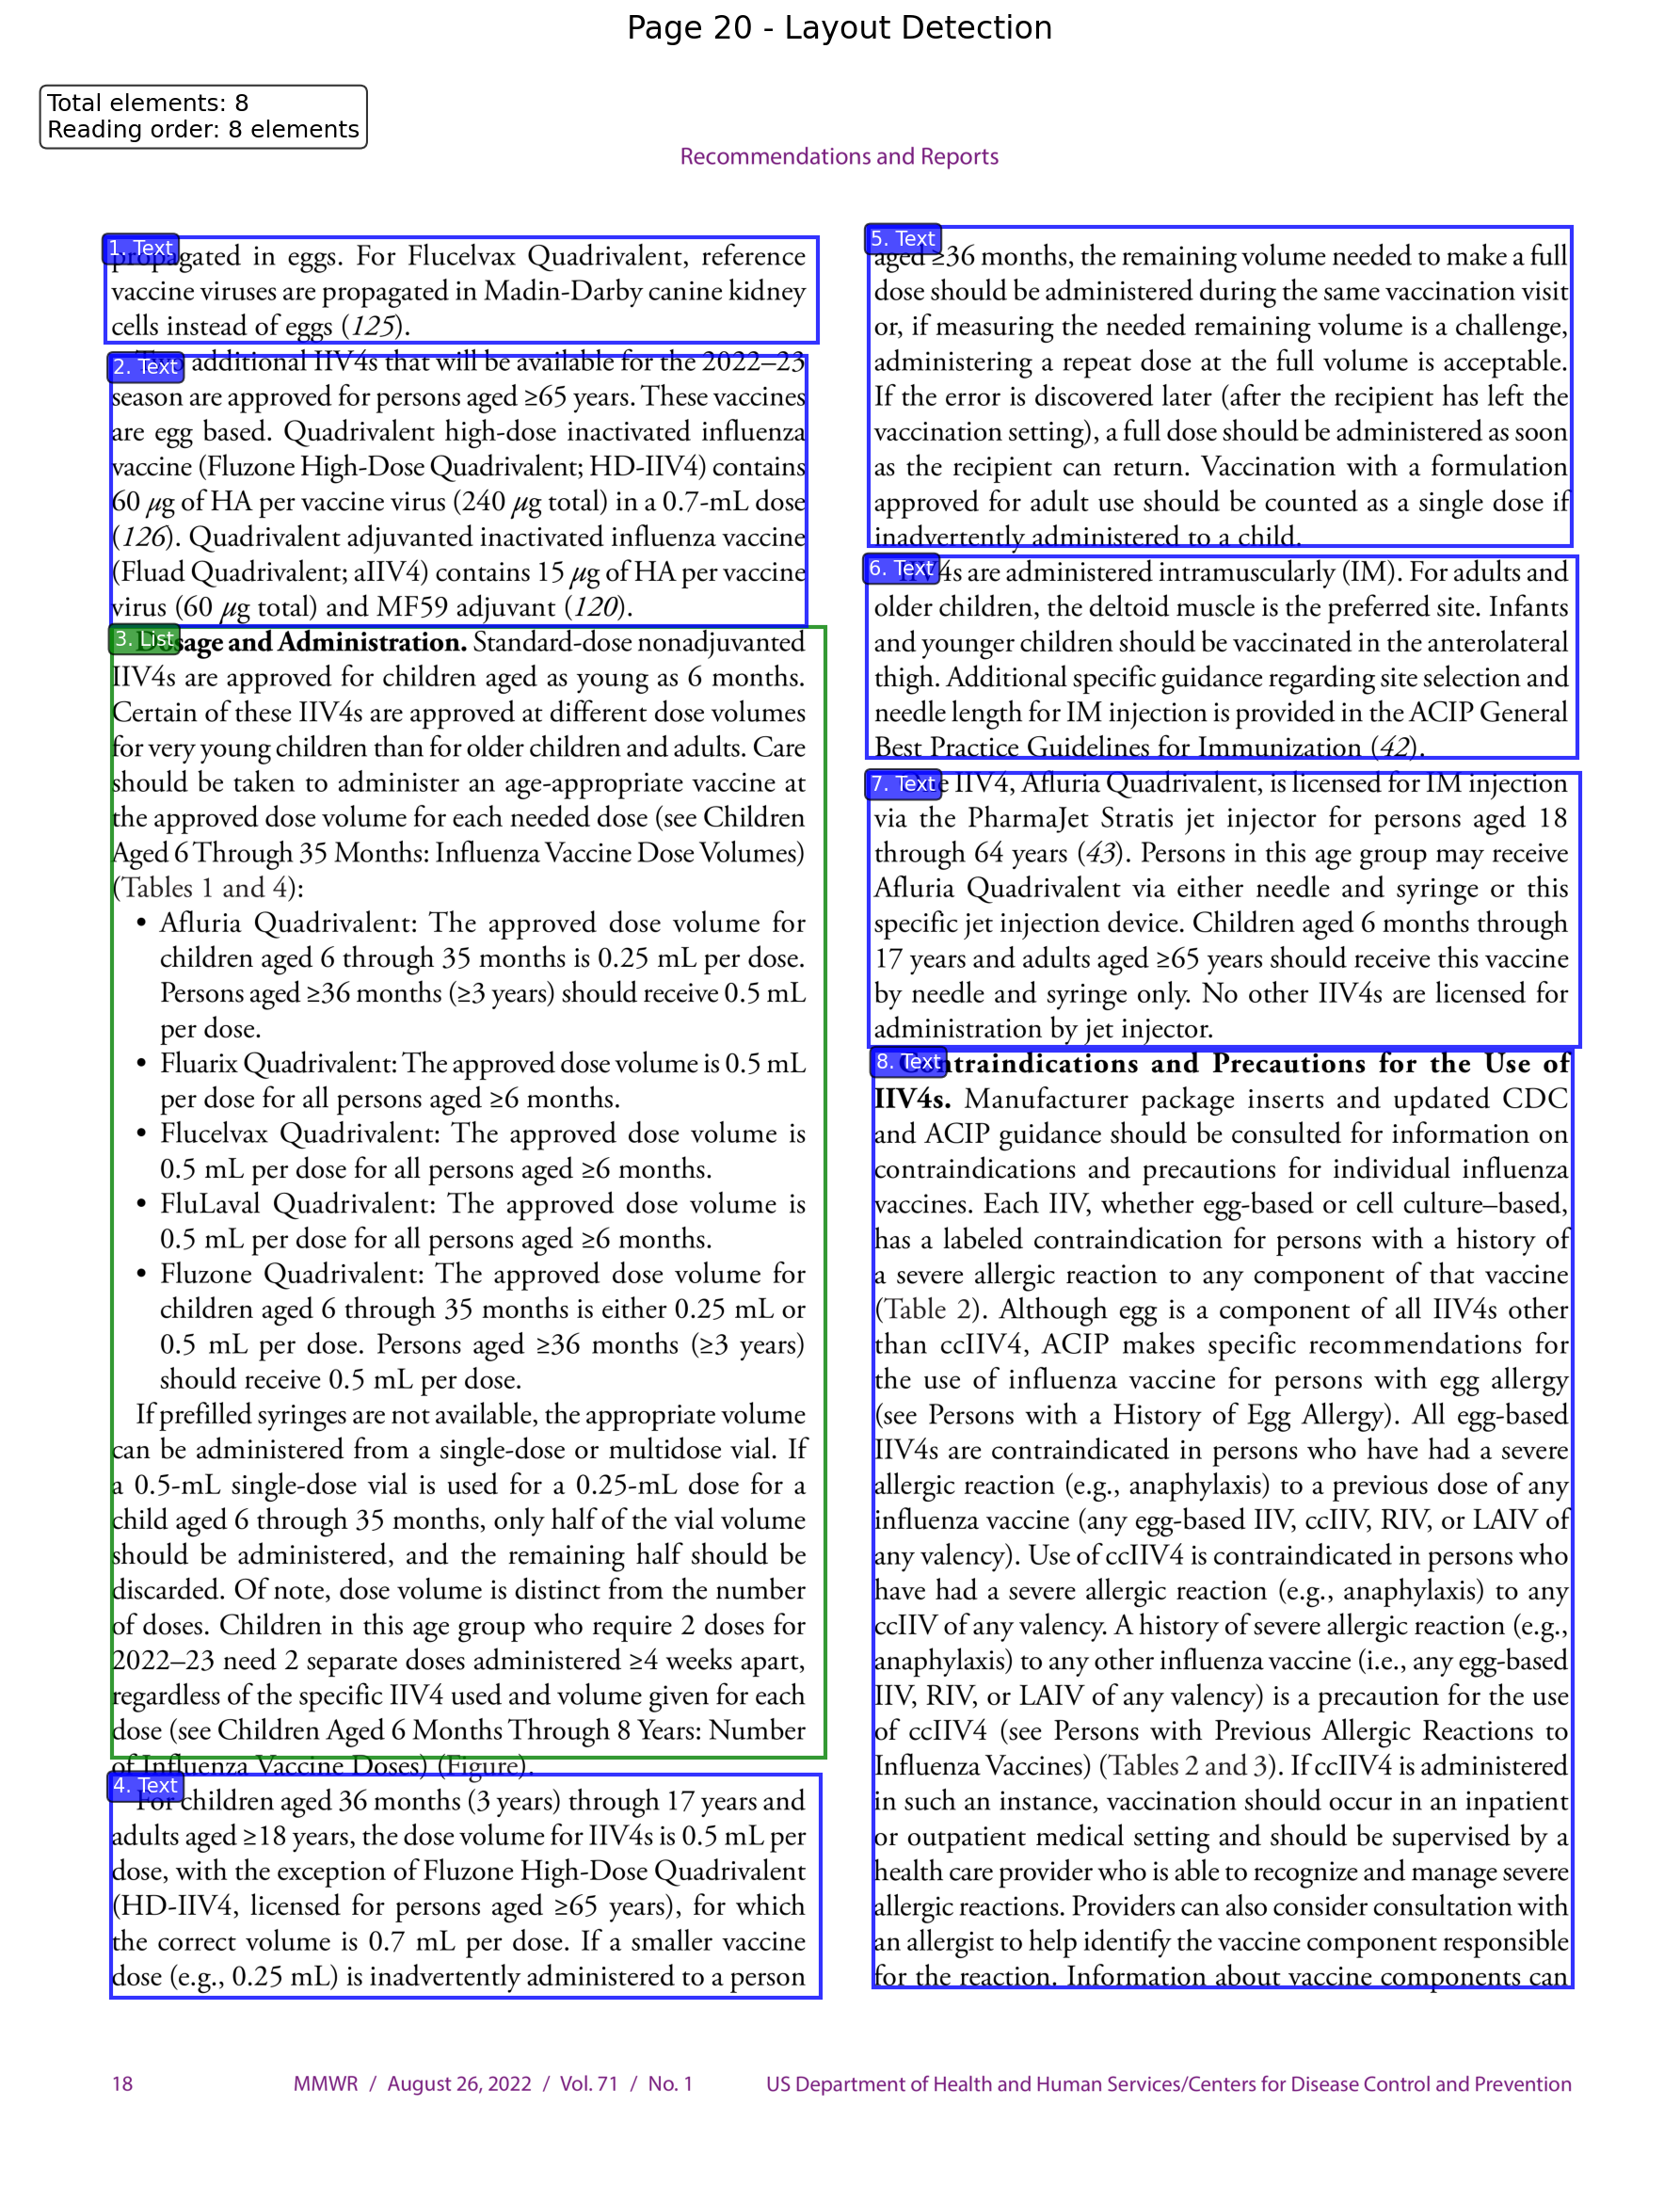 Page 20 - Layout Detection
Total elements: 8
Reading order: 8 elements
Recommendations and Reports
1. Text
propagated in eggs. For Flucelvax Quadrivalent, reference
vaccine viruses are propagated in Madin-Darby canine kidney
cells instead of eggs (125).
2. Text
additional IIV4s that will be available for the 2022–23
season are approved for persons aged ≥65 years. These vaccines
are egg based. Quadrivalent high-dose inactivated influenza
vaccine (Fluzone High-Dose Quadrivalent; HD-IIV4) contains
60 µg of HA per vaccine virus (240 µg total) in a 0.7-mL dose
(126). Quadrivalent adjuvanted inactivated influenza vaccine
(Fluad Quadrivalent; aIIV4) contains 15 µg of HA per vaccine
virus (60 µg total) and MF59 adjuvant (120).
3. List
Dosage and Administration. Standard-dose nonadjuvanted
IIV4s are approved for children aged as young as 6 months.
Certain of these IIV4s are approved at different dose volumes
for very young children than for older children and adults. Care
should be taken to administer an age-appropriate vaccine at
the approved dose volume for each needed dose (see Children
Aged 6 Through 35 Months: Influenza Vaccine Dose Volumes)
(Tables 1 and 4):
• Afluria Quadrivalent: The approved dose volume for
children aged 6 through 35 months is 0.25 mL per dose.
Persons aged ≥36 months (≥3 years) should receive 0.5 mL
per dose.
• Fluarix Quadrivalent: The approved dose volume is 0.5 mL
per dose for all persons aged ≥6 months.
• Flucelvax Quadrivalent: The approved dose volume is
0.5 mL per dose for all persons aged ≥6 months.
• FluLaval Quadrivalent: The approved dose volume is
0.5 mL per dose for all persons aged ≥6 months.
• Fluzone Quadrivalent: The approved dose volume for
children aged 6 through 35 months is either 0.25 mL or
0.5 mL per dose. Persons aged ≥36 months (≥3 years)
should receive 0.5 mL per dose.
If prefilled syringes are not available, the appropriate volume
can be administered from a single-dose or multidose vial. If
a 0.5-mL single-dose vial is used for a 0.25-mL dose for a
child aged 6 through 35 months, only half of the vial volume
should be administered, and the remaining half should be
discarded. Of note, dose volume is distinct from the number
of doses. Children in this age group who require 2 doses for
2022–23 need 2 separate doses administered ≥4 weeks apart,
regardless of the specific IIV4 used and volume given for each
dose (see Children Aged 6 Months Through 8 Years: Number
of Influenza Vaccine Doses) (Figure).
4. Text
For children aged 36 months (3 years) through 17 years and
adults aged ≥18 years, the dose volume for IIV4s is 0.5 mL per
dose, with the exception of Fluzone High-Dose Quadrivalent
(HD-IIV4, licensed for persons aged ≥65 years), for which
the correct volume is 0.7 mL per dose. If a smaller vaccine
dose (e.g., 0.25 mL) is inadvertently administered to a person
5. Text
aged ≥36 months, the remaining volume needed to make a full
dose should be administered during the same vaccination visit
or, if measuring the needed remaining volume is a challenge,
administering a repeat dose at the full volume is acceptable.
If the error is discovered later (after the recipient has left the
vaccination setting), a full dose should be administered as soon
as the recipient can return. Vaccination with a formulation
approved for adult use should be counted as a single dose if
inadvertently administered to a child.
6. Text
IIV4s are administered intramuscularly (IM). For adults and
older children, the deltoid muscle is the preferred site. Infants
and younger children should be vaccinated in the anterolateral
thigh. Additional specific guidance regarding site selection and
needle length for IM injection is provided in the ACIP General
Best Practice Guidelines for Immunization (42).
7. Text
One IIV4, Afluria Quadrivalent, is licensed for IM injection
via the PharmaJet Stratis jet injector for persons aged 18
through 64 years (43). Persons in this age group may receive
Afluria Quadrivalent via either needle and syringe or this
specific jet injection device. Children aged 6 months through
17 years and adults aged ≥65 years should receive this vaccine
by needle and syringe only. No other IIV4s are licensed for
administration by jet injector.
8. Text
Contraindications and Precautions for the Use of
IIV4s. Manufacturer package inserts and updated CDC
and ACIP guidance should be consulted for information on
contraindications and precautions for individual influenza
vaccines. Each IIV, whether egg-based or cell culture–based,
has a labeled contraindication for persons with a history of
a severe allergic reaction to any component of that vaccine
(Table 2). Although egg is a component of all IIV4s other
than ccIIV4, ACIP makes specific recommendations for
the use of influenza vaccine for persons with egg allergy
(see Persons with a History of Egg Allergy). All egg-based
IIV4s are contraindicated in persons who have had a severe
allergic reaction (e.g., anaphylaxis) to a previous dose of any
influenza vaccine (any egg-based IIV, ccIIV, RIV, or LAIV of
any valency). Use of ccIIV4 is contraindicated in persons who
have had a severe allergic reaction (e.g., anaphylaxis) to any
ccIIV of any valency. A history of severe allergic reaction (e.g.,
anaphylaxis) to any other influenza vaccine (i.e., any egg-based
IIV, RIV, or LAIV of any valency) is a precaution for the use
of ccIIV4 (see Persons with Previous Allergic Reactions to
Influenza Vaccines) (Tables 2 and 3). If ccIIV4 is administered
in such an instance, vaccination should occur in an inpatient
or outpatient medical setting and should be supervised by a
health care provider who is able to recognize and manage severe
allergic reactions. Providers can also consider consultation with
an allergist to help identify the vaccine component responsible
for the reaction. Information about vaccine components can
18 MMWR / August 26, 2022 / Vol. 71 / No. 1 US Department of Health and Human Services/Centers for Disease Control and Prevention